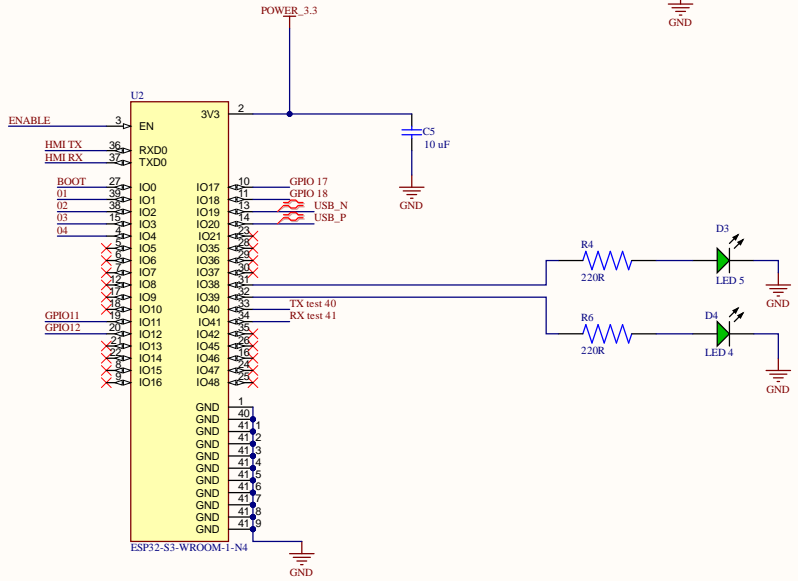 POWER_3.3
GND
U2
ENABLE 3 EN 3V3 2
C5
10 uF
GND
HMI TX 36 RXD0
HMI RX 37 TXD0
BOOT 27 IO0 IO17 10 GPIO 17
01 39 IO1 IO18 11 GPIO 18
02 38 IO2 IO19 13 USB_N
03 15 IO3 IO20 14 USB_P
04 4 IO4 IO21 23
5 IO5 IO35 28
6 IO6 IO36 29
7 IO7 IO37 30
12 IO8 IO38 31
17 IO9 IO39 32
18 IO10 IO40 33 TX test 40
GPIO11 19 IO11 IO41 34 RX test 41
GPIO12 20 IO12 IO42 35
21 IO13 IO45 26
22 IO14 IO46 16
8 IO15 IO47 24
9 IO16 IO48 25
GND 1
GND 40
GND 41 1
GND 41 2
GND 41 3
GND 41 4
GND 41 5
GND 41 6
GND 41 7
GND 41 8
GND 41 9
ESP32-S3-WROOM-1-N4
GND
R4
220R
D3
LED 5
GND
R6
220R
D4
LED 4
GND